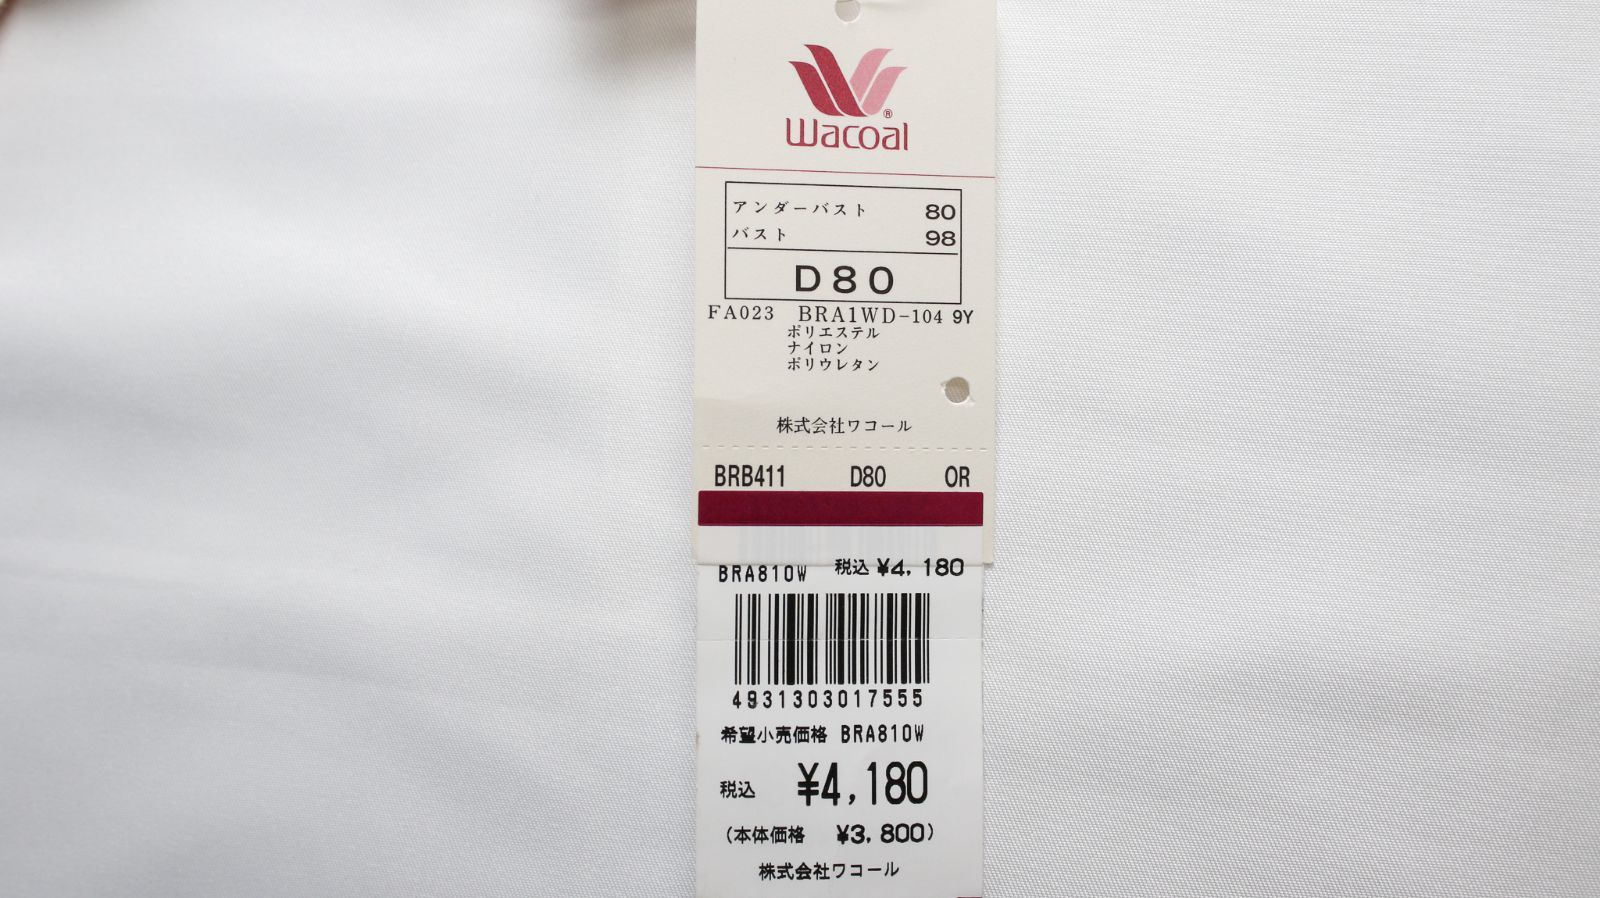 Wacoal®
アンダーバスト 80
バスト 98
D80
FA023 BRA1WD-104 9Y
ポリエステル
ナイロン
ポリウレタン
株式会社ワコール
BRB411 D80 OR
BRA810W 税込 ¥4,180
4931303017555
希望小売価格 BRA810W
税込 ¥4,180
(本体価格 ¥3,800)
株式会社ワコール